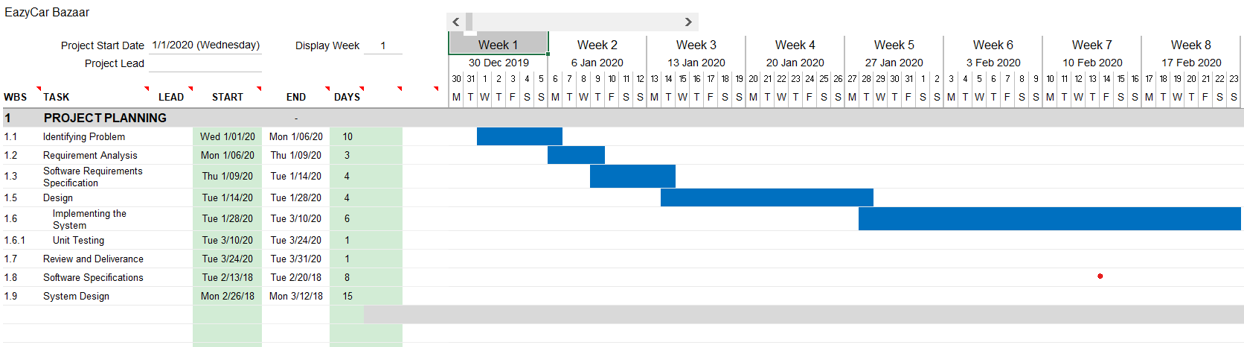 EazyCar Bazaar
Project Start Date 1/1/2020 (Wednesday) Display Week 1 Week 1 Week 2 Week 3 Week 4 Week 5 Week 6 Week 7 Week 8
Project Lead 30 Dec 2019 6 Jan 2020 13 Jan 2020 20 Jan 2020 27 Jan 2020 3 Feb 2020 10 Feb 2020 17 Feb 2020
30 31 1 2 3 4 5 6 7 8 9 10 11 12 13 14 15 16 17 18 19 20 21 22 23 24 25 26 27 28 29 30 31 1 2 3 4 5 6 7 8 9 10 11 12 13 14 15 16 17 18 19 20 21 22 23
WBS TASK LEAD START END DAYS M T W T F S S M T W T F S S M T W T F S S M T W T F S S M T W T F S S M T W T F S S M T W T F S S M T W T F S S
1 PROJECT PLANNING -
1.1 Identifying Problem Wed 1/01/20 Mon 1/06/20 10
1.2 Requirement Analysis Mon 1/06/20 Thu 1/09/20 3
1.3 Software Requirements Specification Thu 1/09/20 Tue 1/14/20 4
1.5 Design Tue 1/14/20 Tue 1/28/20 4
1.6 Implementing the System Tue 1/28/20 Tue 3/10/20 6
1.6.1 Unit Testing Tue 3/10/20 Tue 3/24/20 1
1.7 Review and Deliverance Tue 3/24/20 Tue 3/31/20 1
1.8 Software Specifications Tue 2/13/18 Tue 2/20/18 8
1.9 System Design Mon 2/26/18 Mon 3/12/18 15